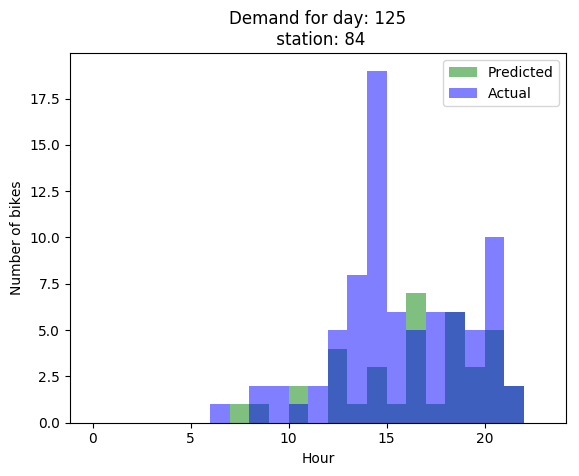 Demand for day: 125
station: 84
Predicted
Actual
Number of bikes
17.5
15.0
12.5
10.0
7.5
5.0
2.5
0.0
0
5
10
15
20
Hour